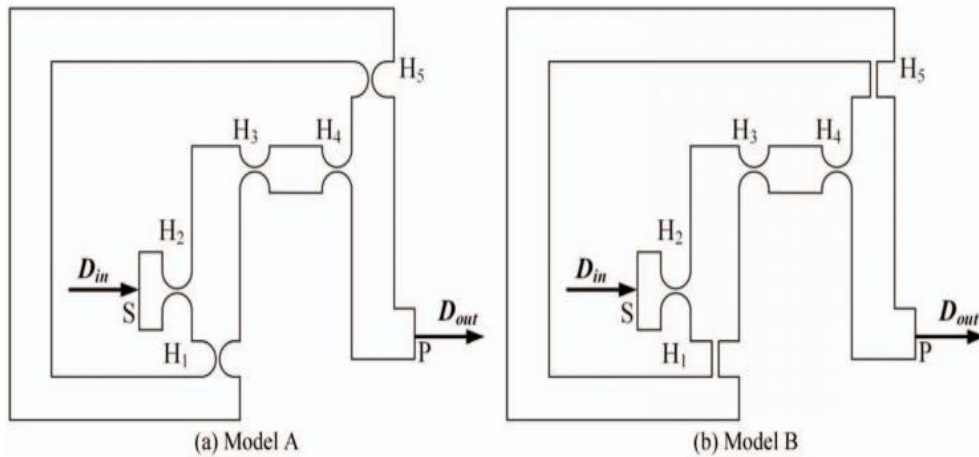 H5
H3
H4
H2
Din
S
Dout
H1
P
(a) Model A
H5
H3
H4
H2
Din
S
Dout
H1
P
(b) Model B